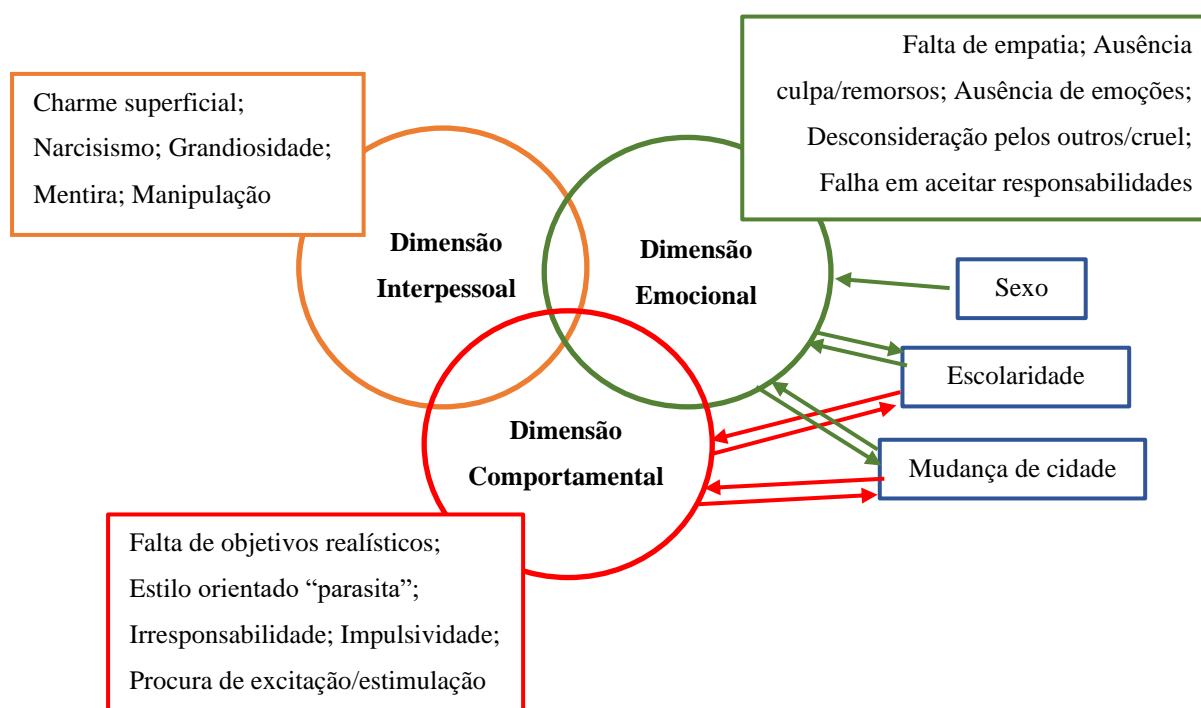 Falta de empatia; Ausência
culpa/remorsos; Ausência de emoções;
Desconsideração pelos outros/cruel;
Falha em aceitar responsabilidades
Charme superficial;
Narcisismo; Grandiosidade;
Mentira; Manipulação
Dimensão
Interpessoal
Dimensão
Emocional
Sexo
Escolaridade
Dimensão
Comportamental
Mudança de cidade
Falta de objetivos realísticos;
Estilo orientado “parasita”;
Irresponsabilidade; Impulsividade;
Procura de excitação/estimulação